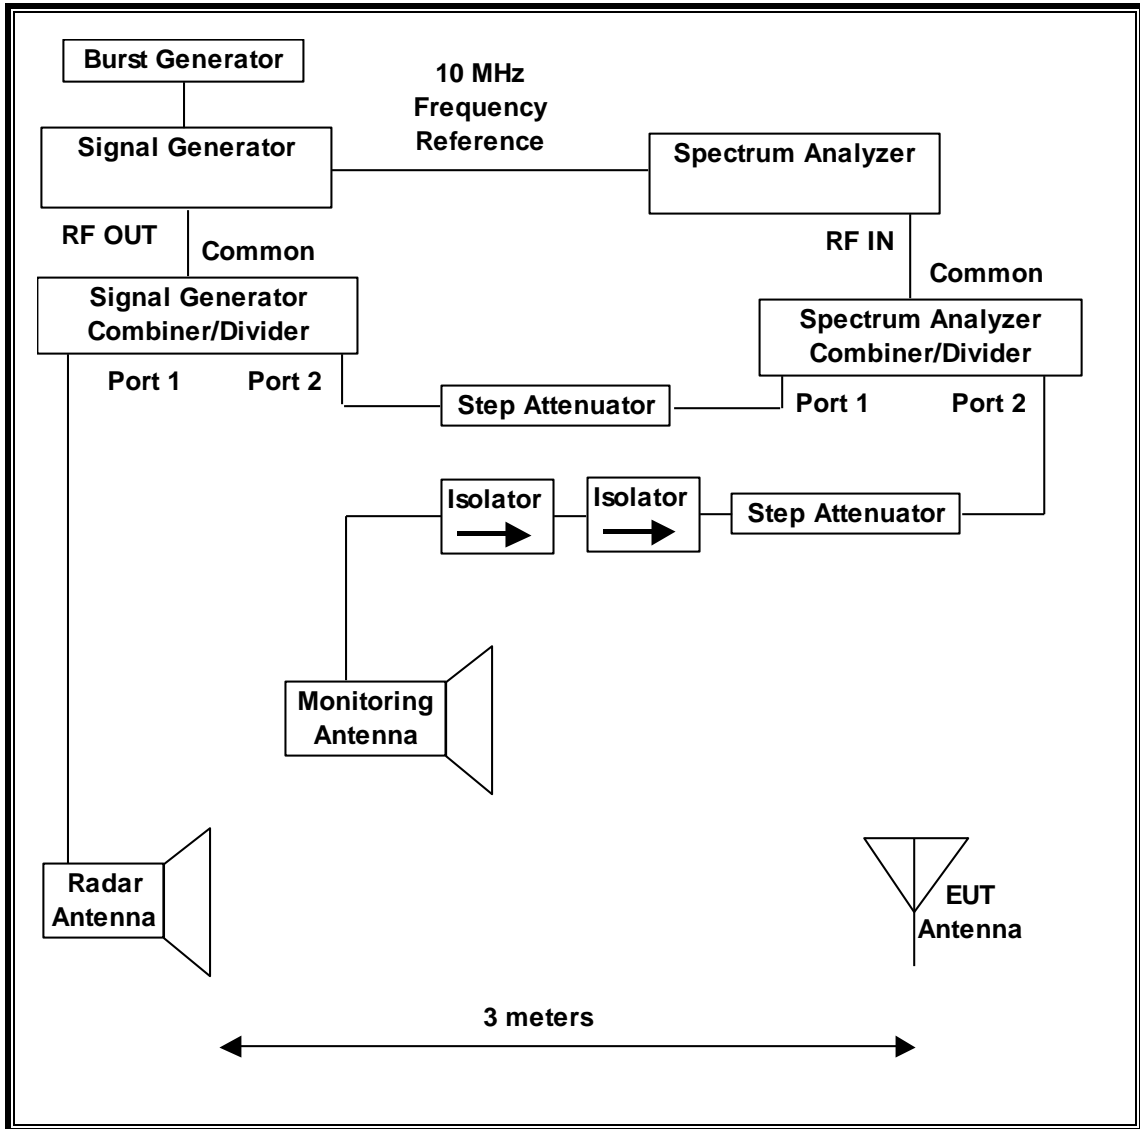 Burst Generator
10 MHz
Frequency
Reference
Signal Generator
Spectrum Analyzer
RF OUT
Common
RF IN
Common
Signal Generator
Combiner/Divider
Spectrum Analyzer
Combiner/Divider
Port 1
Port 2
Step Attenuator
Port 1
Port 2
Isolator
Isolator
Step Attenuator
Monitoring
Antenna
Radar
Antenna
EUT
Antenna
3 meters